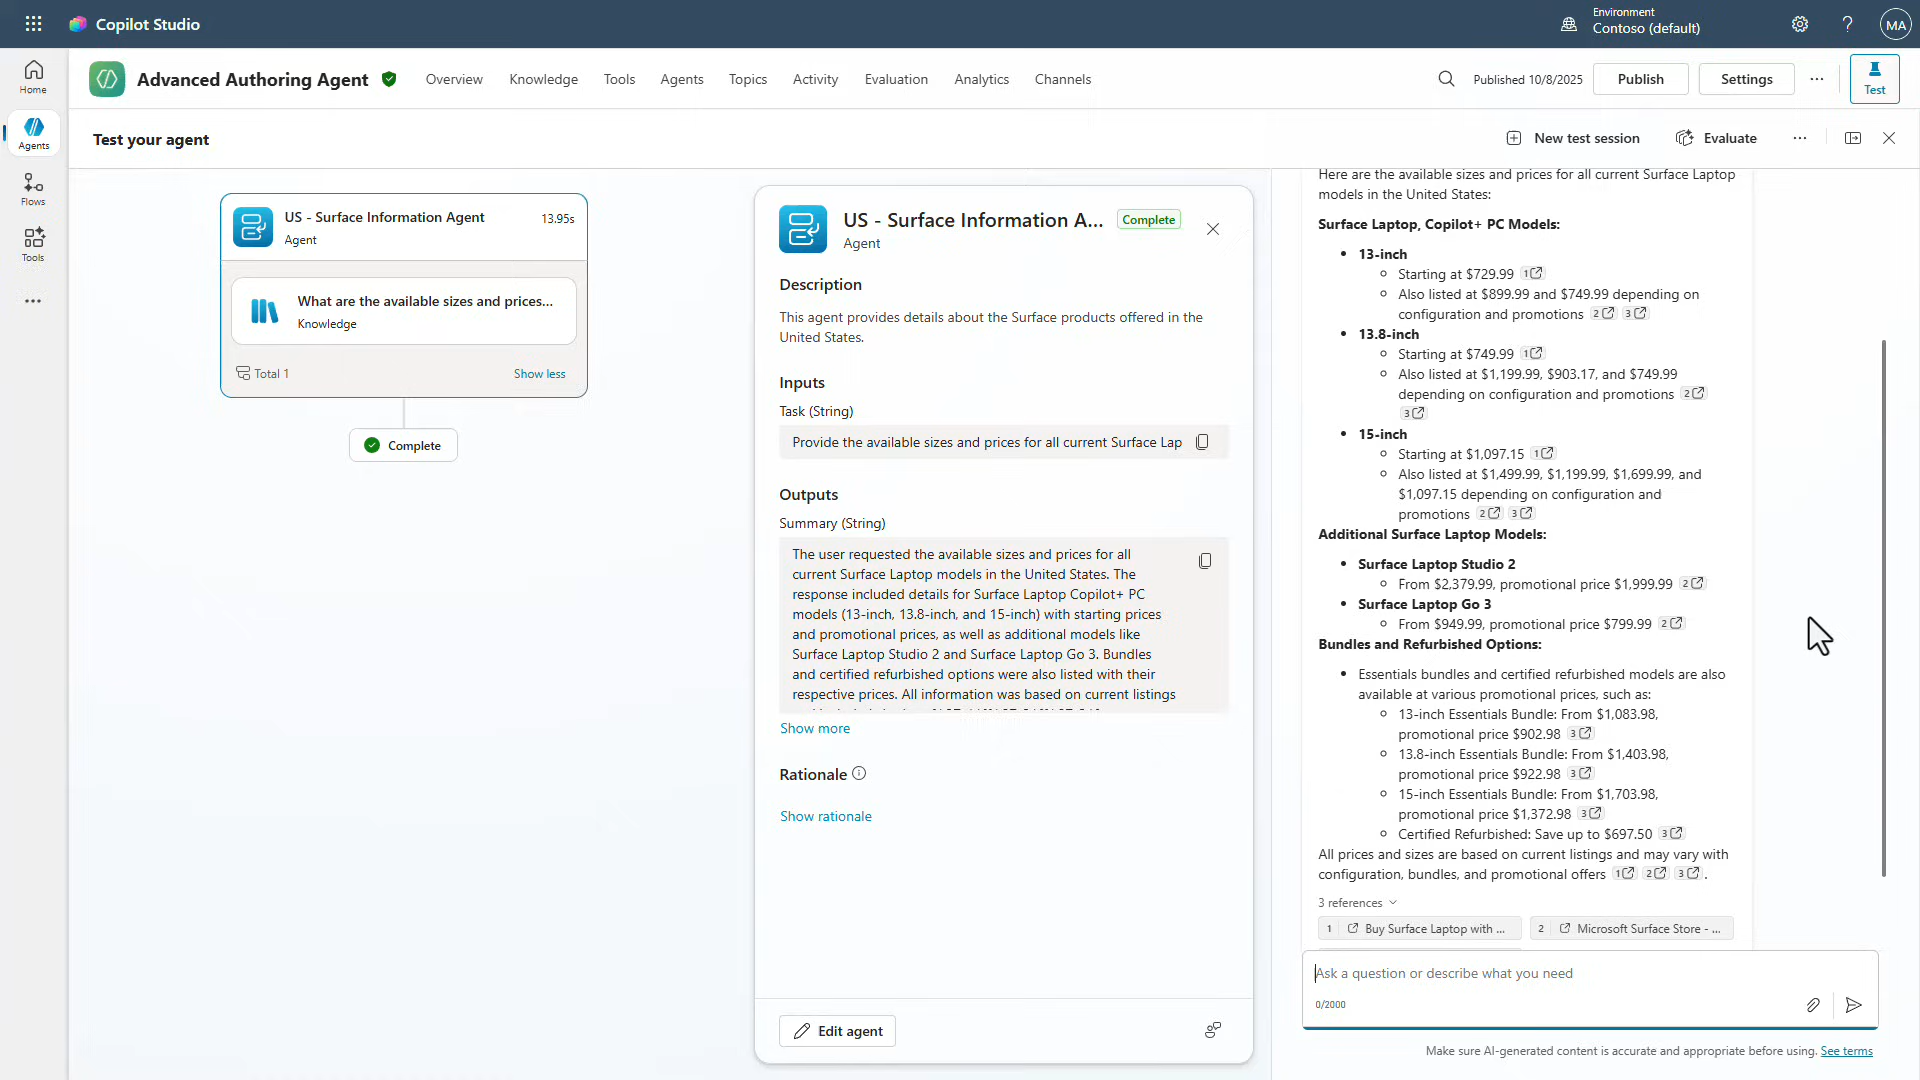 Copilot Studio
Environment
Contoso (default)
MA
Home
Agents
Flows
Tools
Advanced Authoring Agent
Overview
Knowledge
Tools
Agents
Topics
Activity
Evaluation
Analytics
Channels
Published 10/8/2025
Publish
Settings
Test
Test your agent
New test session
Evaluate
US - Surface Information Agent
13.95s
Agent
What are the available sizes and prices...
Knowledge
Total 1
Show less
Complete
US - Surface Information A...
Complete
Agent
Description
This agent provides details about the Surface products offered in the
United States.
Inputs
Task (String)
Provide the available sizes and prices for all current Surface Lap
Outputs
Summary (String)
The user requested the available sizes and prices for all
current Surface Laptop models in the United States. The
response included details for Surface Laptop Copilot+ PC
models (13-inch, 13.8-inch, and 15-inch) with starting prices
and promotional prices, as well as additional models like
Surface Laptop Studio 2 and Surface Laptop Go 3. Bundles
and certified refurbished options were also listed with their
respective prices. All information was based on current listings
Show more
Rationale
Show rationale
Edit agent
Here are the available sizes and prices for all current Surface Laptop
models in the United States:
Surface Laptop, Copilot+ PC Models:
• 13-inch
Starting at $729.99 1
Also listed at $899.99 and $749.99 depending on
configuration and promotions 2 3
• 13.8-inch
Starting at $749.99 1
Also listed at $1,199.99, $903.17, and $749.99
depending on configuration and promotions 2
3
• 15-inch
Starting at $1,097.15 1
Also listed at $1,499.99, $1,199.99, $1,699.99, and
$1,097.15 depending on configuration and
promotions 2 3
Additional Surface Laptop Models:
• Surface Laptop Studio 2
From $2,379.99, promotional price $1,999.99 2
• Surface Laptop Go 3
From $949.99, promotional price $799.99 2
Bundles and Refurbished Options:
• Essentials bundles and certified refurbished models are also
available at various promotional prices, such as:
13-inch Essentials Bundle: From $1,083.98,
promotional price $902.98 3
13.8-inch Essentials Bundle: From $1,403.98,
promotional price $922.98 3
15-inch Essentials Bundle: From $1,703.98,
promotional price $1,372.98 3
Certified Refurbished: Save up to $697.50 3
All prices and sizes are based on current listings and may vary with
configuration, bundles, and promotional offers 1 2 3 .
3 references
1 Buy Surface Laptop with ...
2 Microsoft Surface Store - ...
Ask a question or describe what you need
0/2000
Make sure AI-generated content is accurate and appropriate before using. See terms